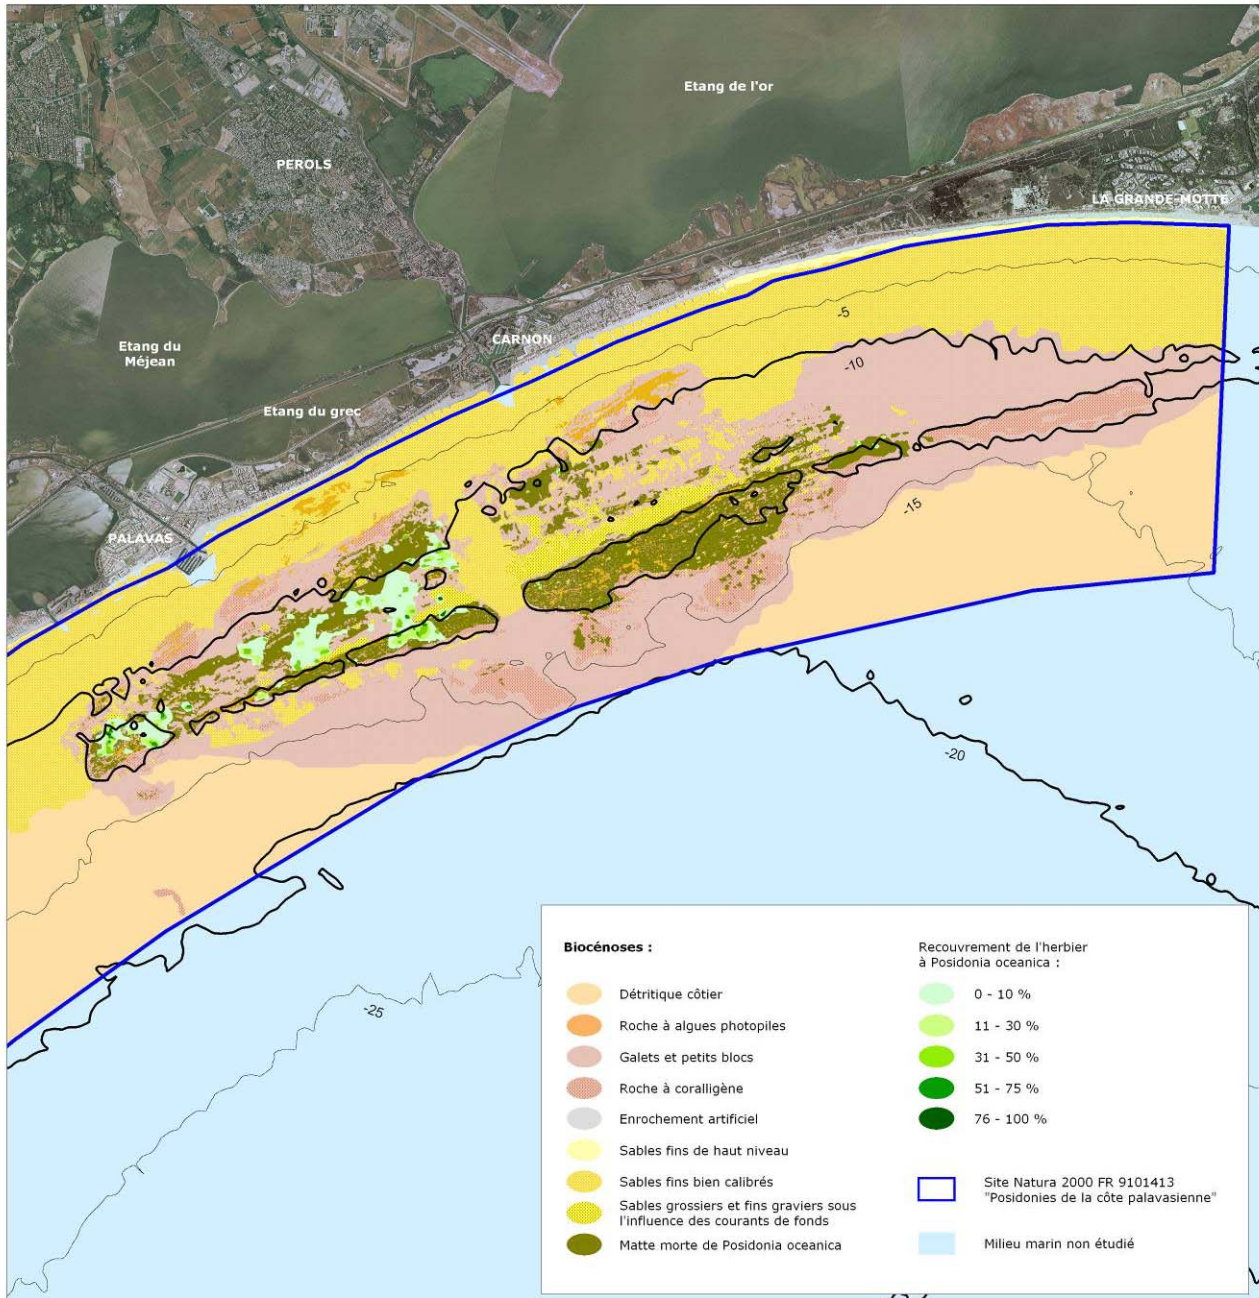 Etang de l'or
PEROLS
LA GRANDE-MOTTE
-5
CARNON
Etang du
Méjean
-10
Etang du grec
-15
PALAVAS
-20
-25
Biocénoses :
Détritique côtier
Roche à algues photopiles
Galets et petits blocs
Roche à coralligène
Enrochement artificiel
Sables fins de haut niveau
Sables fins bien calibrés
Sables grossiers et fins graviers sous
l'influence des courants de fonds
Matte morte de Posidonia oceanica
Recouvrement de l'herbier
à Posidonia oceanica :
0 - 10 %
11 - 30 %
31 - 50 %
51 - 75 %
76 - 100 %
Site Natura 2000 FR 9101413
"Posidonies de la côte palavasienne"
Milieu marin non étudié